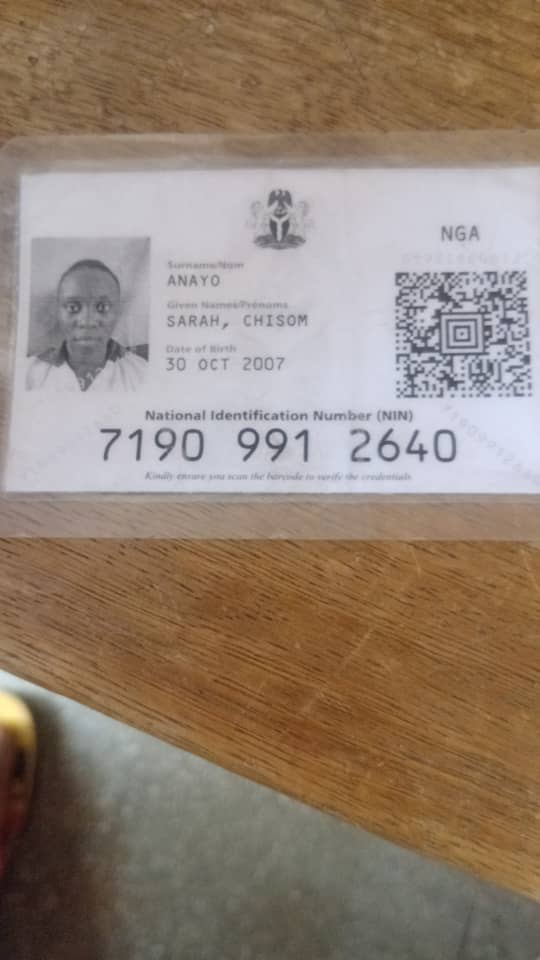 NGA
Surname/Nom
ANAYO
Given Names/Prénoms
SARAH, CHISOM
Date of Birth
30 OCT 2007
National Identification Number (NIN)
7190 991 2640
Kindly ensure you scan the barcode to verify the credentials